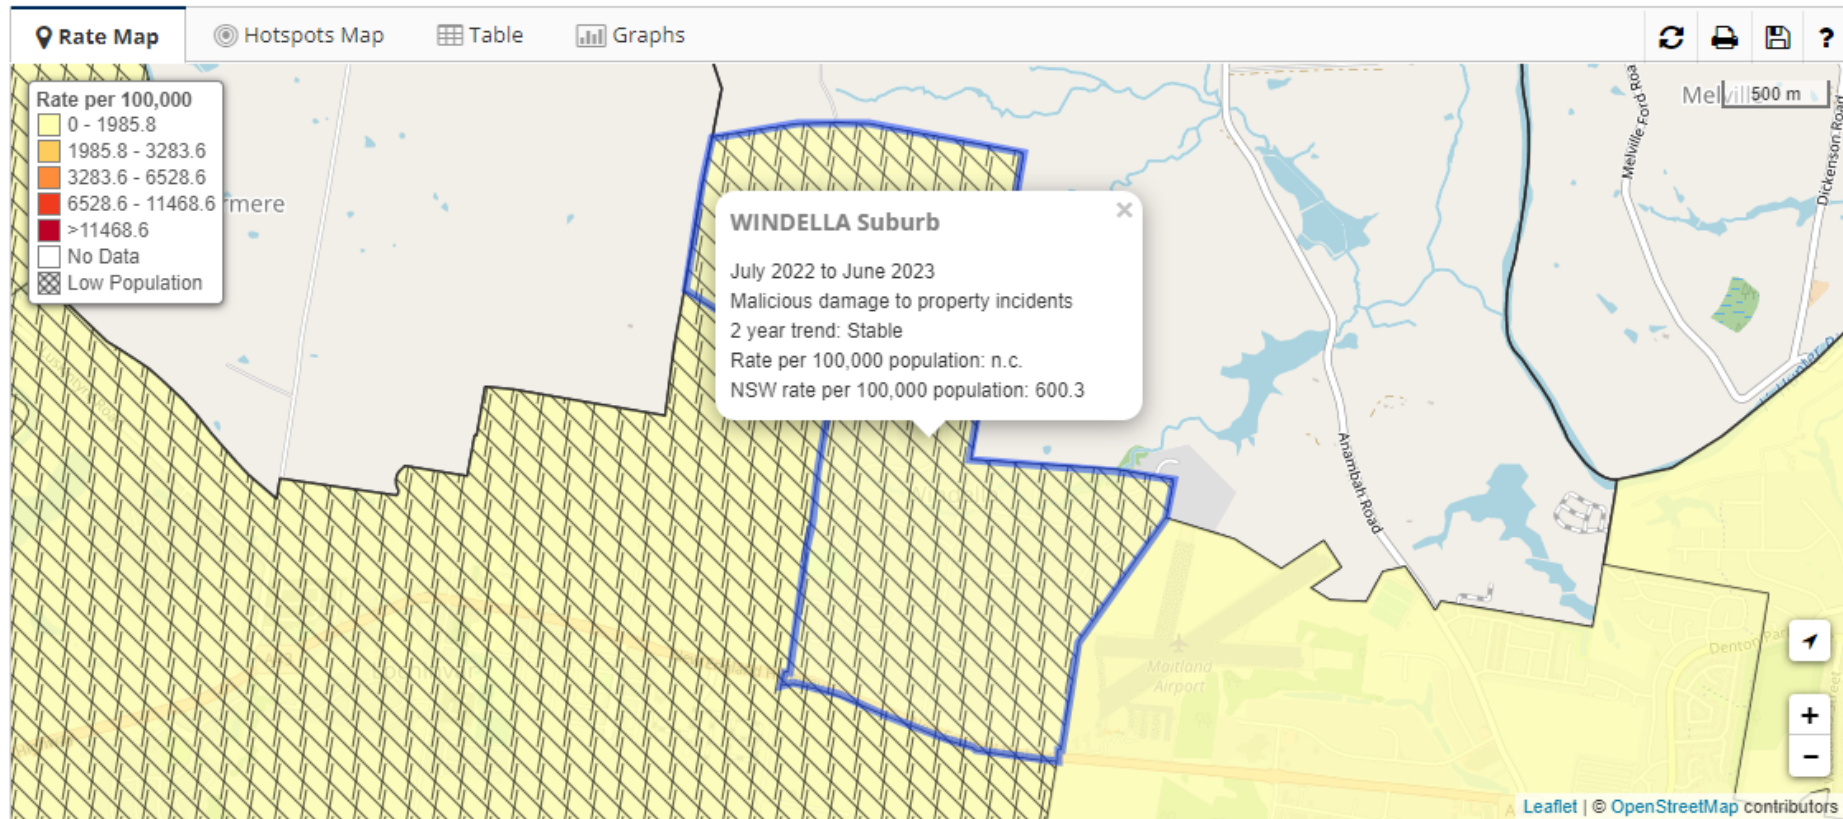 Rate Map
Hotspots Map
Table
Graphs
?
Rate per 100,000
0 - 1985.8
1985.8 - 3283.6
3283.6 - 6528.6
6528.6 - 11468.6
>11468.6
No Data
Low Population
rmere
WINDELLA Suburb
×
July 2022 to June 2023
Malicious damage to property incidents
2 year trend: Stable
Rate per 100,000 population: n.c.
NSW rate per 100,000 population: 600.3
500 m
Melville Ford Roa
Dickenson Road
Anambah Road
Maitland
Airport
+
−
Leaflet | © OpenStreetMap contributors